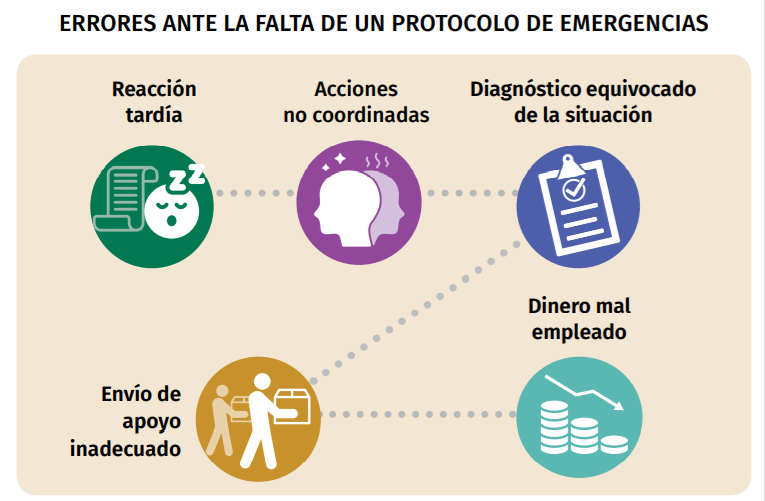 ERRORES ANTE LA FALTA DE UN PROTOCOLO DE EMERGENCIAS
Reacción
tardía
Acciones
no coordinadas
Diagnóstico equivocado
de la situación
zz
Dinero mal
empleado
Envío de
apoyo
inadecuado